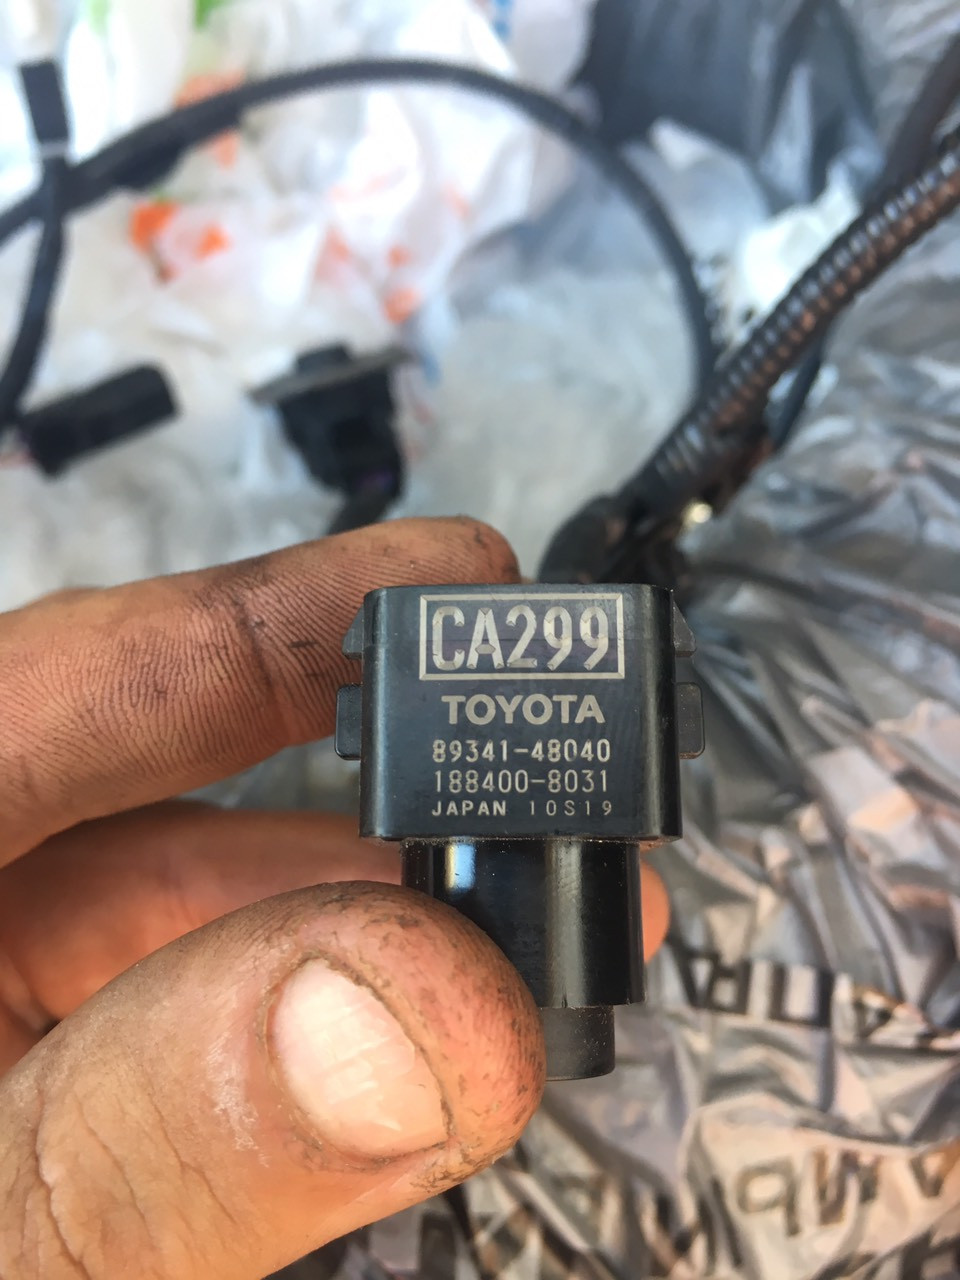 CA299
TOYOTA
89341-48040
188400-8031
JAPAN 10S19